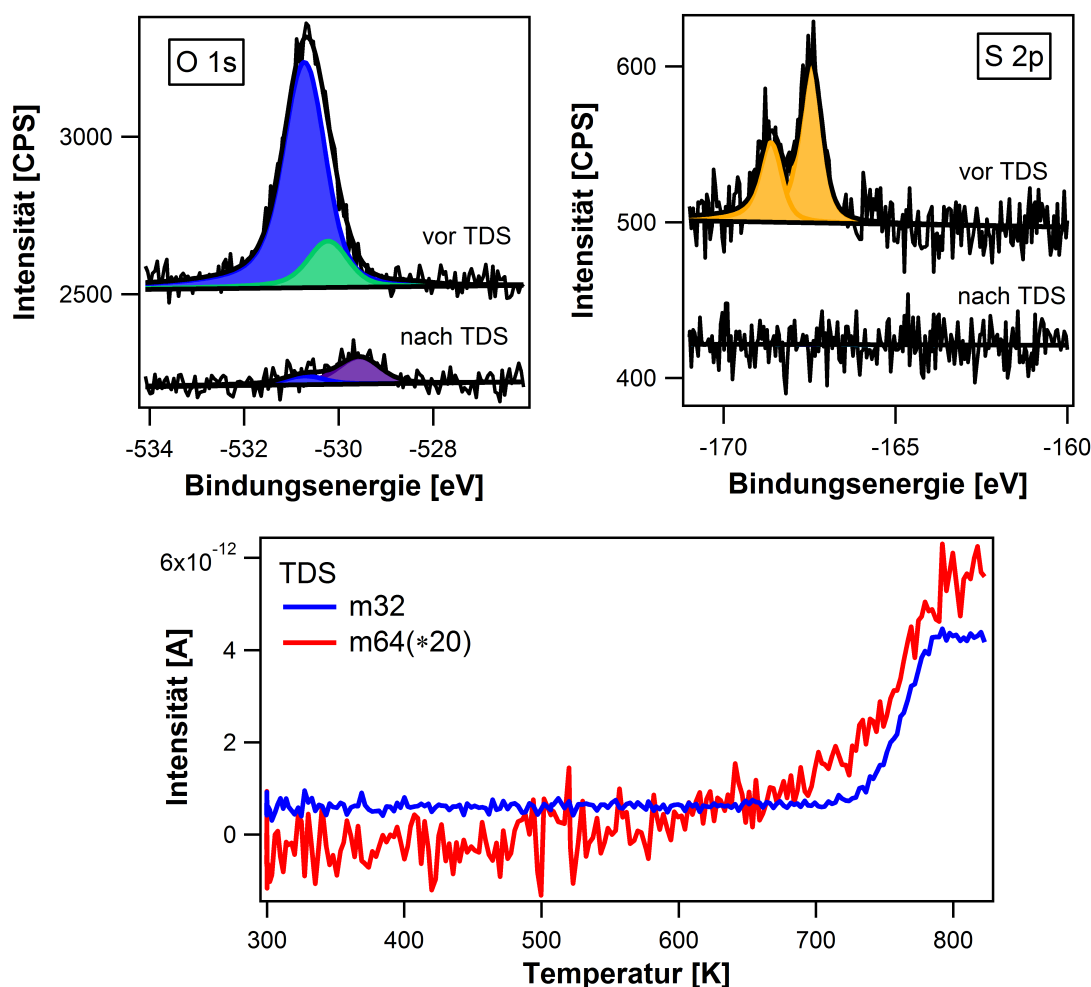 O 1s
Intensität [CPS]
3000
2500
vor TDS
nach TDS
-534
-532
-530
-528
Bindungsenergie [eV]
S 2p
Intensität [CPS]
600
500
400
vor TDS
nach TDS
-170
-165
-160
Bindungsenergie [eV]
6x10-12
4
2
0
Intensität [A]
TDS
m32
m64(*20)
300
400
500
600
700
800
Temperatur [K]